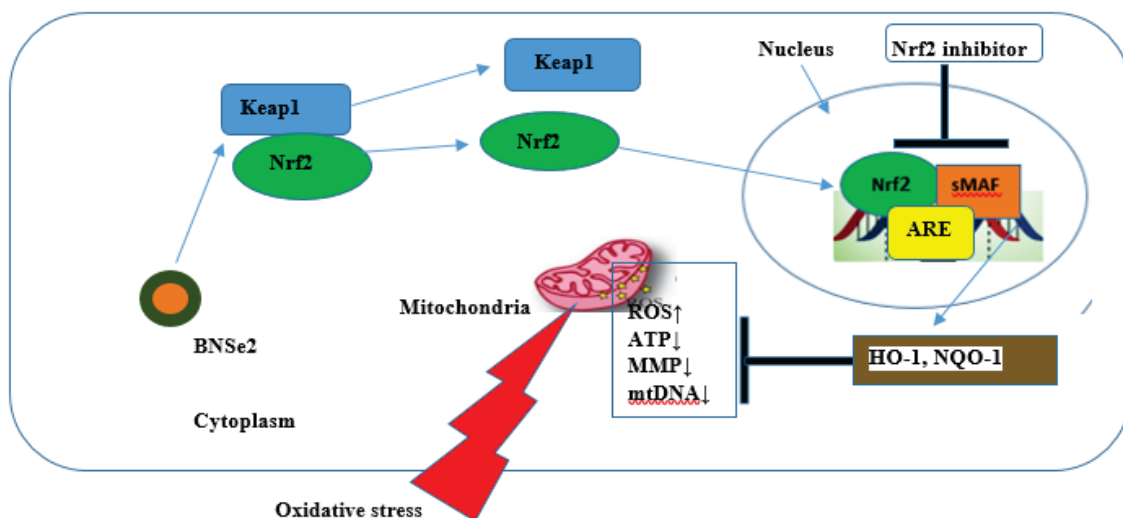 Nucleus
Nrf2 inhibitor
Keap1
Keap1
Nrf2
Nrf2
Nrf2
sMAF
ARE
Mitochondria
ROS
ROS↑
ATP↓
MMP↓
mtDNA↓
HO-1, NQO-1
BNSe2
Cytoplasm
Oxidative stress